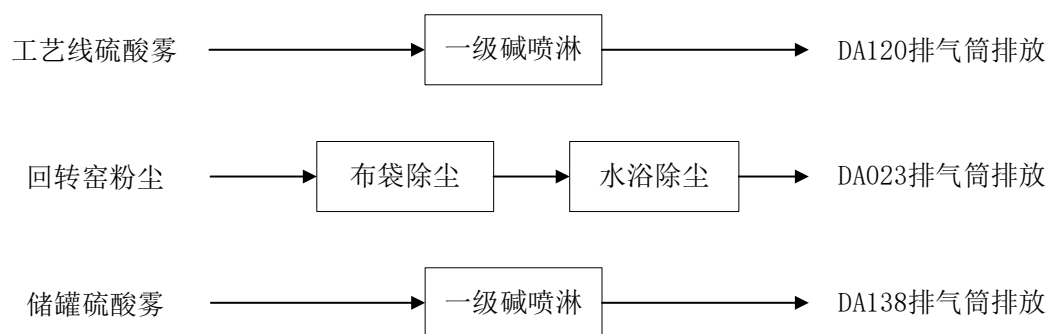 工艺线硫酸雾 一级碱喷淋 DA120排气筒排放
回转窑粉尘 布袋除尘 水浴除尘 DA023排气筒排放
储罐硫酸雾 一级碱喷淋 DA138排气筒排放